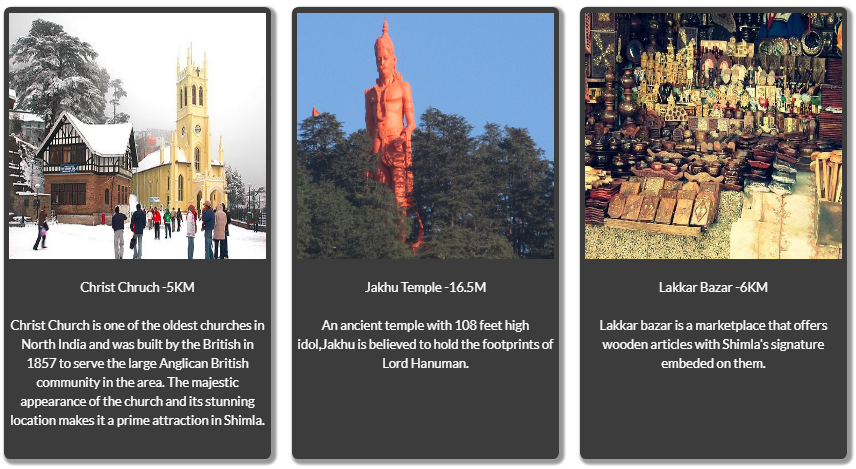 Christ Chruch -5KM
Christ Church is one of the oldest churches in
North India and was built by the British in
1857 to serve the large Anglican British
community in the area. The majestic
appearance of the church and its stunning
location makes it a prime attraction in Shimla.
Jakhu Temple -16.5M
An ancient temple with 108 feet high
idol,Jakhu is believed to hold the footprints of
Lord Hanuman.
Lakkar Bazar -6KM
Lakkar bazar is a marketplace that offers
wooden articles with Shimla's signature
embeded on them.